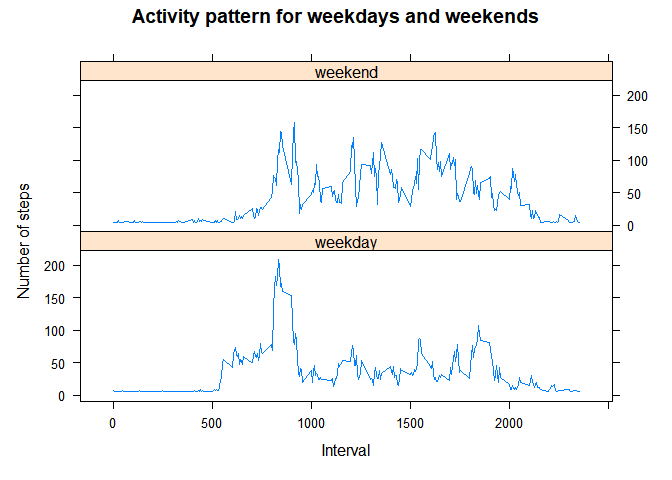 Activity pattern for weekdays and weekends
weekend
200
150
100
50
0
weekday
200
150
100
50
0
Number of steps
0 500 1000 1500 2000
Interval